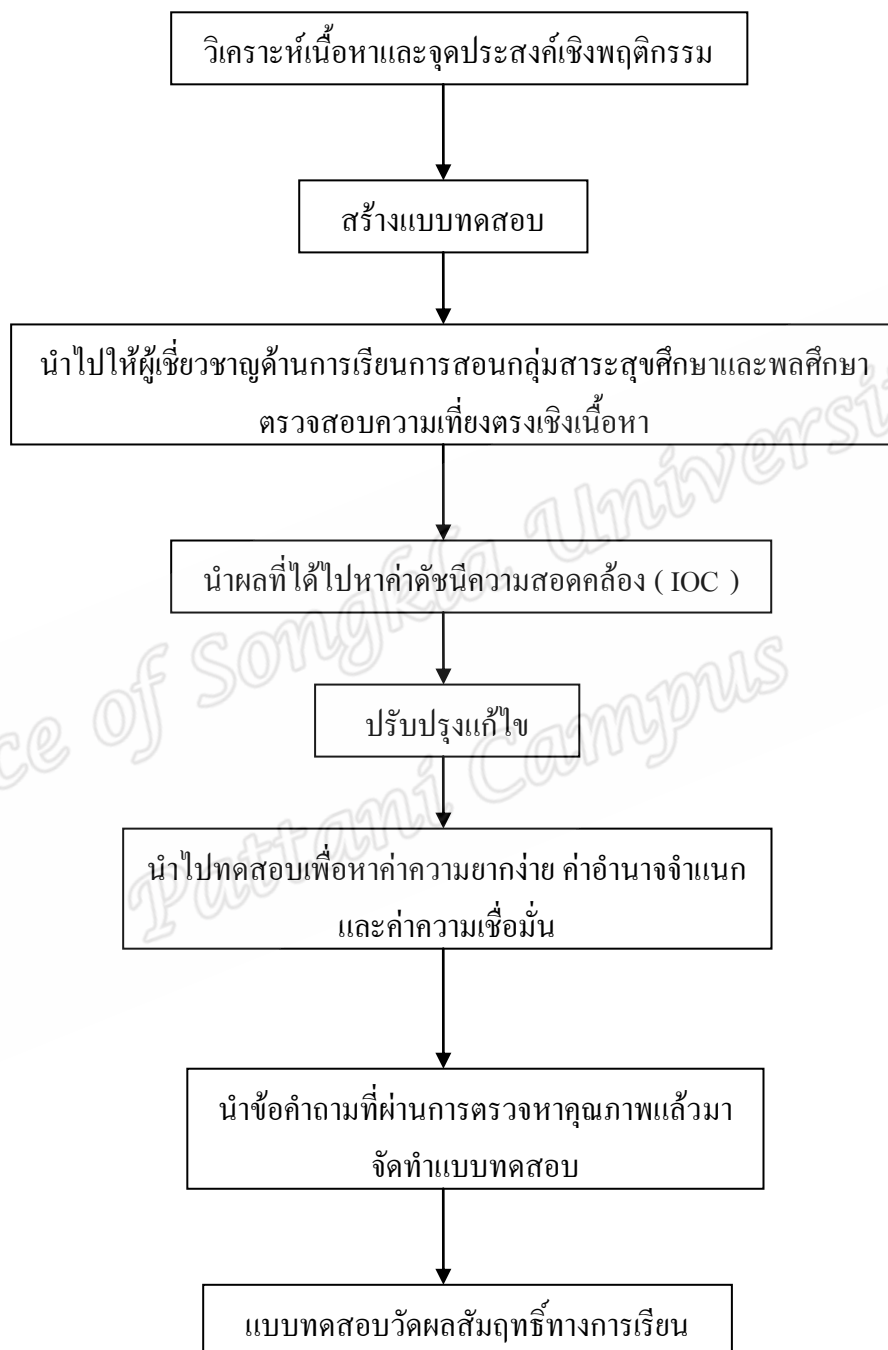 วิเคราะห์เนื้อหาและจุดประสงค์เชิงพฤติกรรม
สร้างแบบทดสอบ
นำไปให้ผู้เชี่ยวชาญด้านการเรียนการสอนกลุ่มสาระสุขศึกษาและพลศึกษา
ตรวจสอบความเที่ยงตรงเชิงเนื้อหา
นำผลที่ได้ไปหาค่าดัชนีความสอดคล้อง ( IOC )
ปรับปรุงแก้ไข
นำไปทดสอบเพื่อหาค่าความยากง่าย ค่าอำนาจจำแนก
และค่าความเชื่อมั่น
นำข้อคำถามที่ผ่านการตรวจหาคุณภาพแล้วมา
จัดทำแบบทดสอบ
แบบทดสอบวัดผลสัมฤทธิ์ทางการเรียน
of Songkla
Pattani Campus